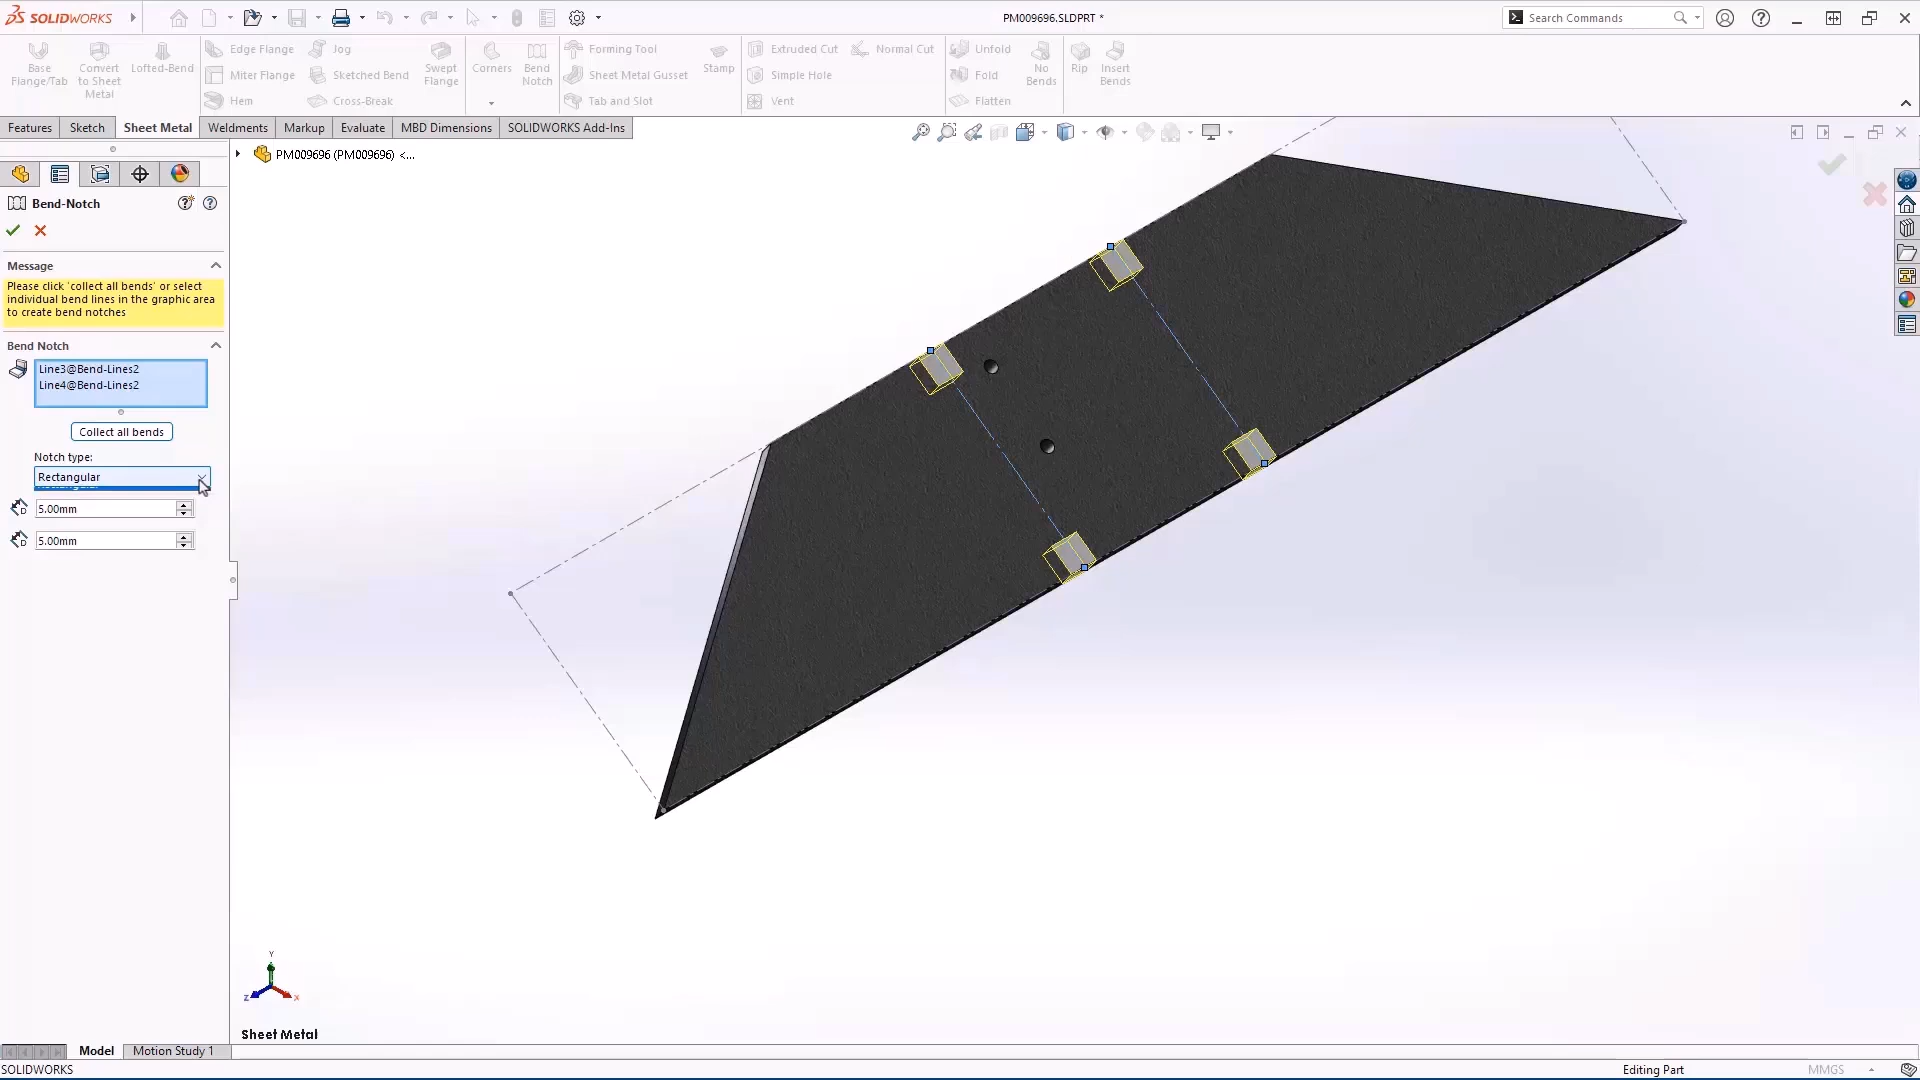 SOLIDWORKS
PM009696.SLDPRT *
Search Commands
Base Flange/Tab
Convert to Sheet Metal
Lofted-Bend
Edge Flange
Miter Flange
Hem
Jog
Sketched Bend
Cross-Break
Swept Flange
Corners
Bend Notch
Forming Tool
Sheet Metal Gusset
Tab and Slot
Stamp
Extruded Cut
Simple Hole
Vent
Normal Cut
Unfold
Fold
Flatten
No Bends
Rip
Insert Bends
Features
Sketch
Sheet Metal
Weldments
Markup
Evaluate
MBD Dimensions
SOLIDWORKS Add-Ins
PM009696 (PM009696) <...
Bend-Notch
Message
Please click 'collect all bends' or select
individual bend lines in the graphic area
to create bend notches
Bend Notch
Line3@Bend-Lines2
Line4@Bend-Lines2
Collect all bends
Notch type:
Rectangular
5.00mm
5.00mm
Y
Z
X
Sheet Metal
Model
Motion Study 1
SOLIDWORKS
Editing Part
MMGS